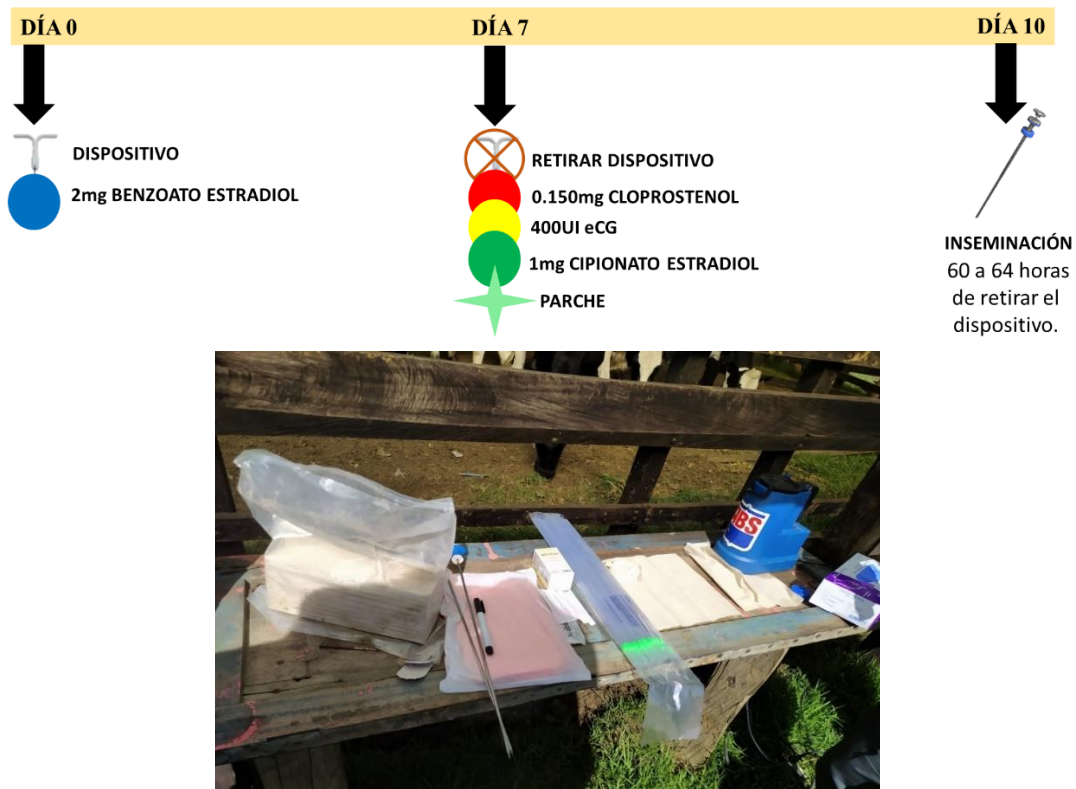 DÍA 0
DÍA 7
DÍA 10
DISPOSITIVO
2mg BENZOATO ESTRADIOL
RETIRAR DISPOSITIVO
0.150mg CLOPROSTENOL
400UI eCG
1mg CIPIONATO ESTRADIOL
PARCHE
INSEMINACIÓN
60 a 64 horas
de retirar el
dispositivo.